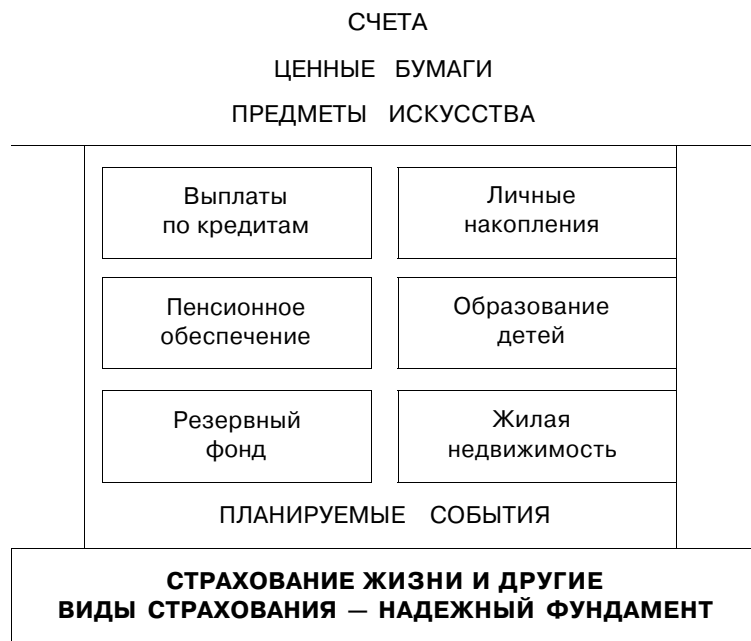 СЧЕТА
ЦЕННЫЕ БУМАГИ
ПРЕДМЕТЫ ИСКУССТВА
Выплаты
по кредитам
Личные
накопления
Пенсионное
обеспечение
Образование
детей
Резервный
фонд
Жилая
недвижимость
ПЛАНИРУЕМЫЕ СОБЫТИЯ
СТРАХОВАНИЕ ЖИЗНИ И ДРУГИЕ
ВИДЫ СТРАХОВАНИЯ — НАДЕЖНЫЙ ФУНДАМЕНТ